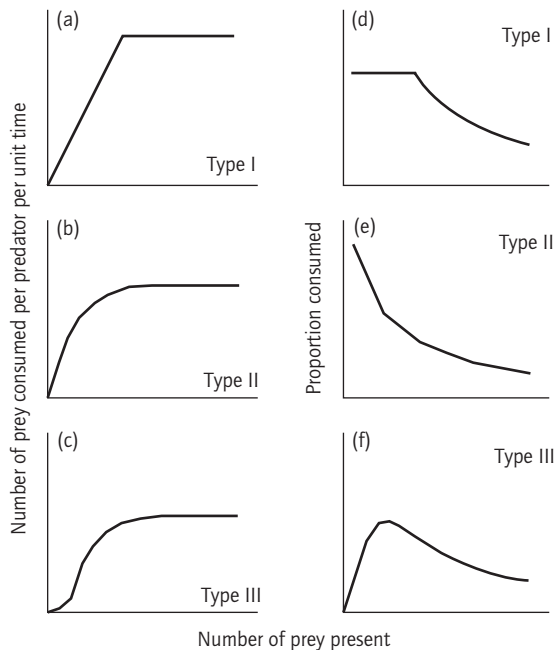 Number of prey consumed per predator per unit time
(a)
Type I
(b)
Type II
(c)
Type III
Proportion consumed
(d)
Type I
(e)
Type II
(f)
Type III
Number of prey present